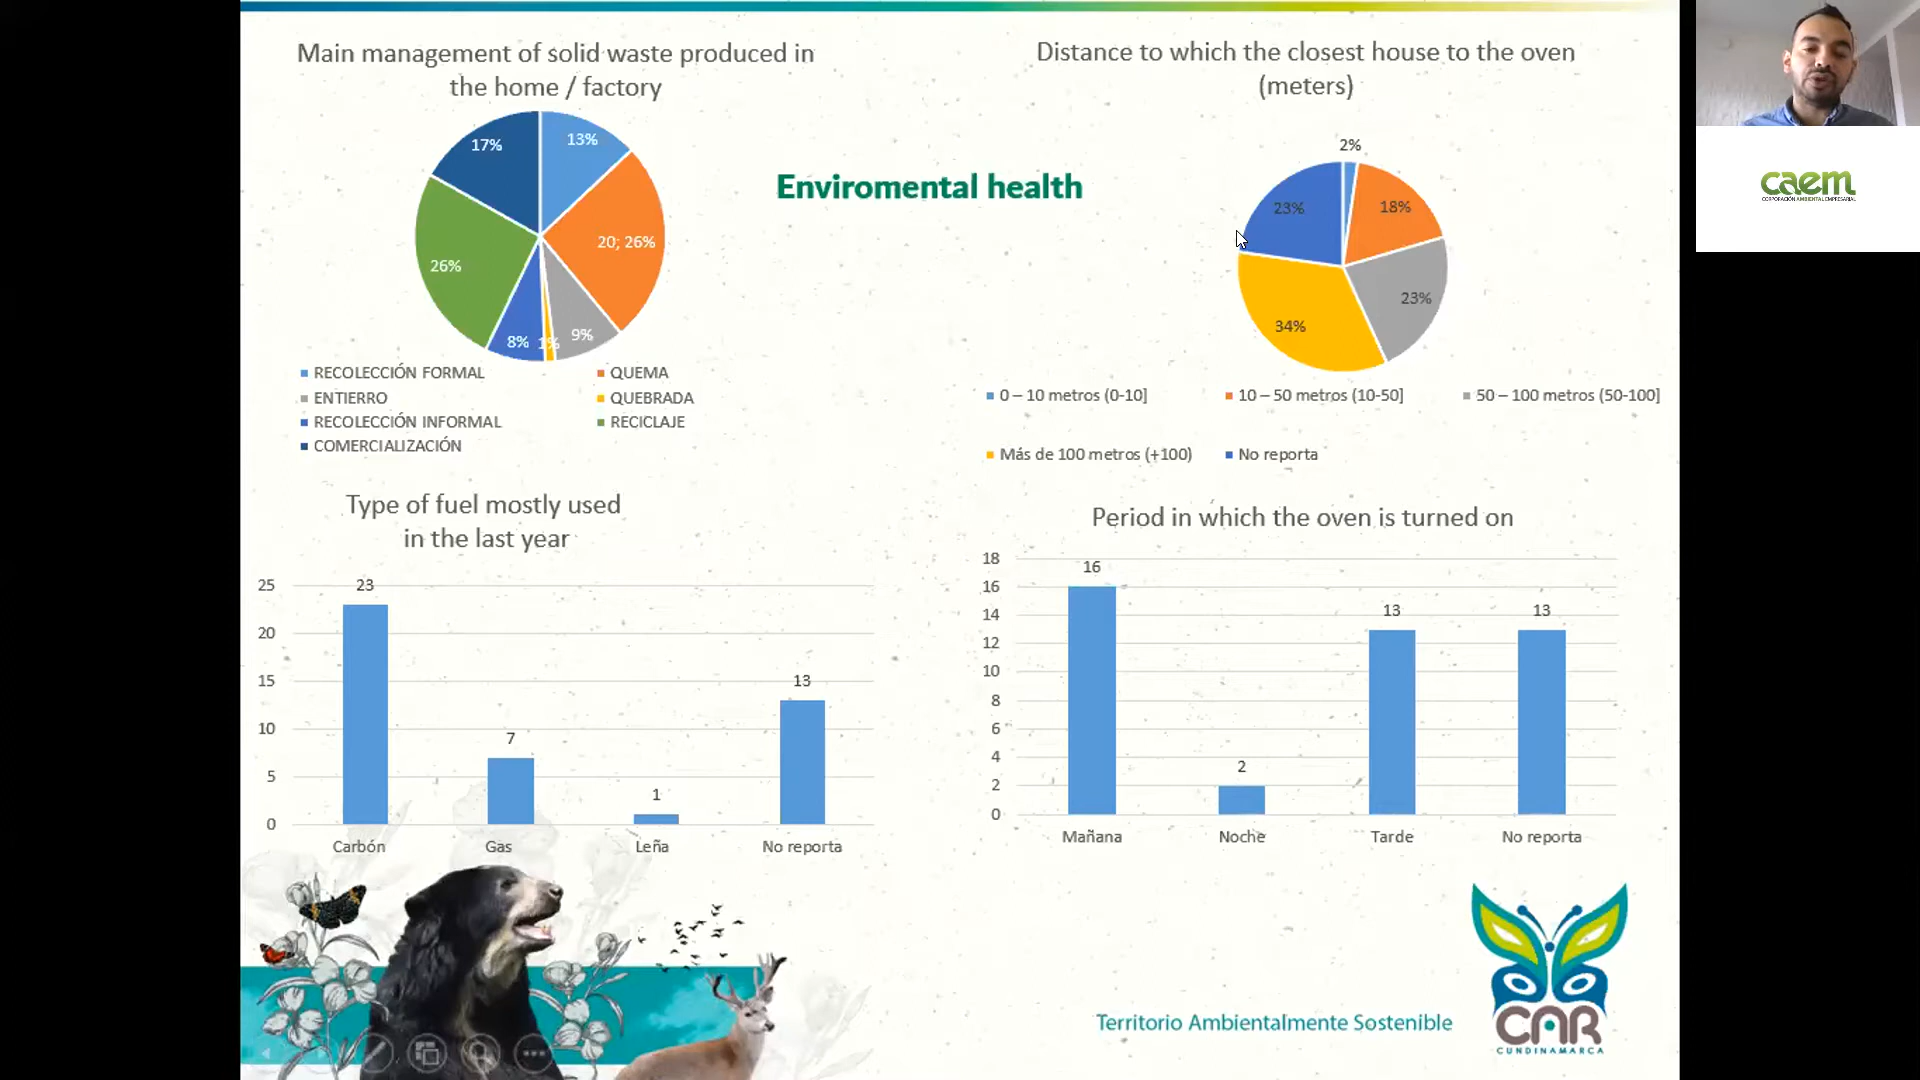 Main management of solid waste produced in
the home / factory
17%
13%
20; 26%
26%
9%
8%
1%
RECOLECCIÓN FORMAL
QUEMA
ENTIERRO
QUEBRADA
RECOLECCIÓN INFORMAL
RECICLAJE
COMERCIALIZACIÓN
Enviromental health
Distance to which the closest house to the oven
(meters)
2%
23%
18%
23%
34%
0 – 10 metros (0-10]
10 – 50 metros (10-50]
50 – 100 metros (50-100]
Más de 100 metros (+100)
No reporta
Type of fuel mostly used
in the last year
25
20
15
10
5
0
23
7
1
13
Carbón
Gas
Leña
No reporta
Period in which the oven is turned on
18
16
14
12
10
8
6
4
2
0
16
2
13
13
Mañana
Noche
Tarde
No reporta
Territorio Ambientalmente Sostenible
CAR
CUNDINAMARCA
caem
CORPORACIÓN AMBIENTAL EMPRESARIAL